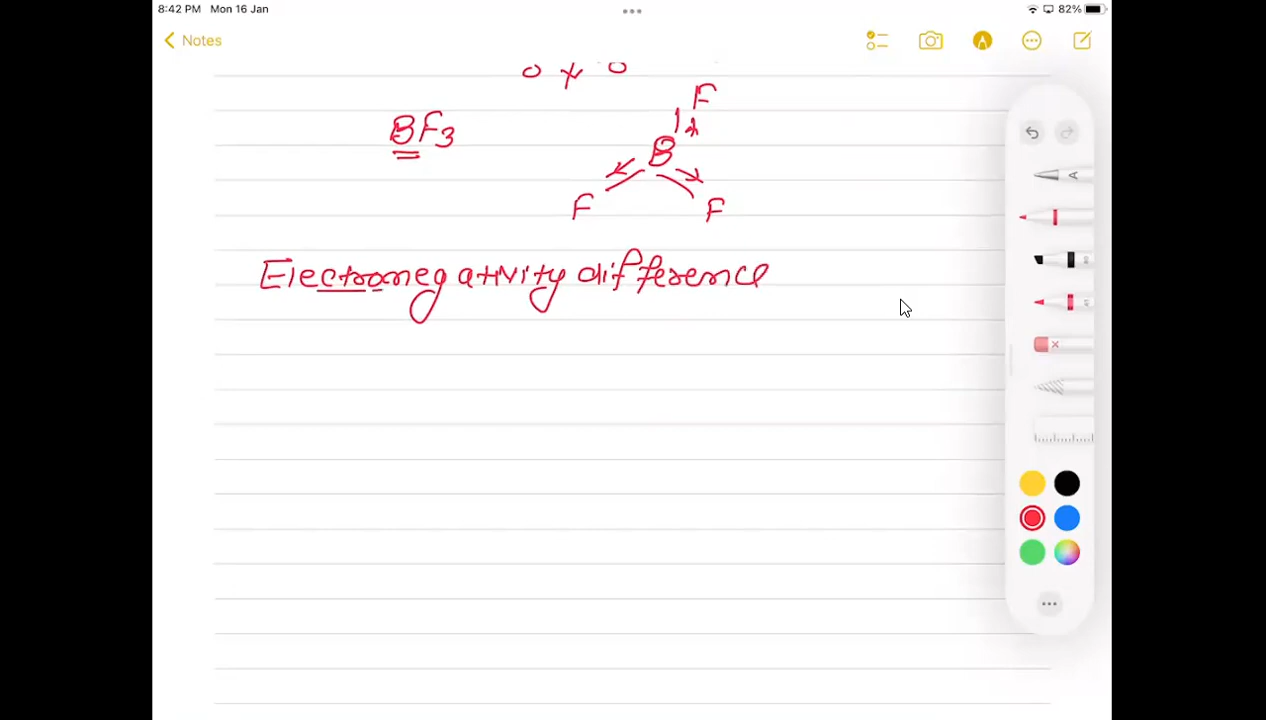 8:42 PM Mon 16 Jan
82%
Notes
BF3
F
B
F F
Electronegativity difference